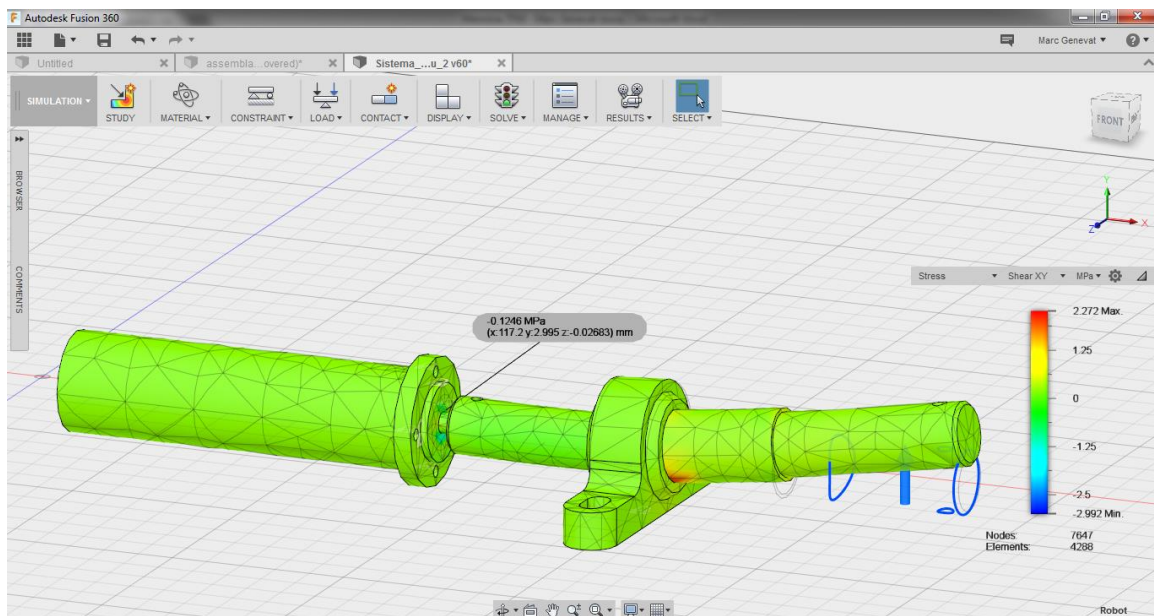 Autodesk Fusion 360
Marc Genevat
Untitled
assembla...overed)*
Sistema_...u_2 v60*
SIMULATION
STUDY
MATERIAL
CONSTRAINT
LOAD
CONTACT
DISPLAY
SOLVE
MANAGE
RESULTS
SELECT
BROWSER
COMMENTS
FRONT
Y
X
Z
Stress
Shear XY
MPa
-0.1246 MPa
(x:117.2 y:2.995 z:-0.02683) mm
2.272 Max.
1.25
0
-1.25
-2.5
-2.992 Min.
Nodes: 7647
Elements: 4288
Robot